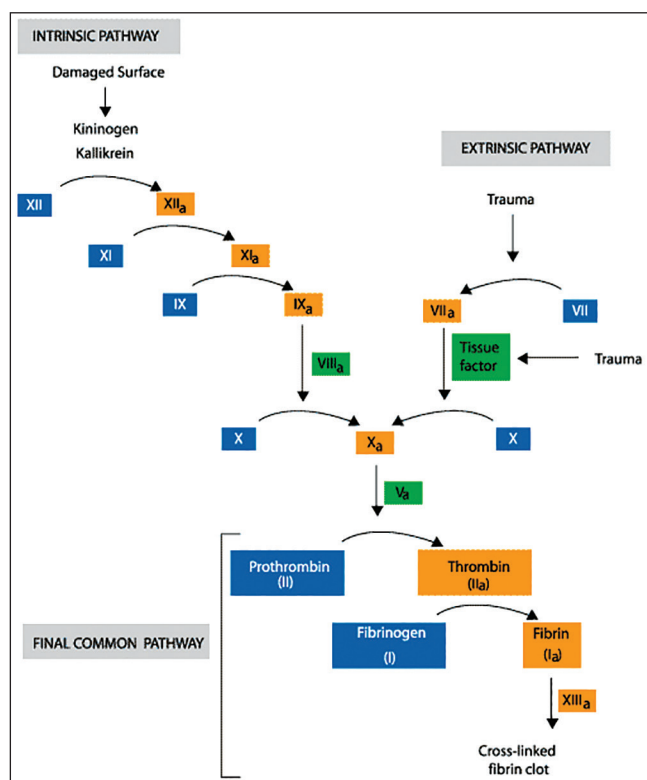 INTRINSIC PATHWAY
Damaged Surface
Kininogen
Kallikrein
EXTRINSIC PATHWAY
XII
XIIa
Trauma
XI
XIa
IX
IXa
VIIa
VII
VIIIa
Tissue
factor
Trauma
X
Xa
X
Va
Prothrombin
(II)
Thrombin
(IIa)
FINAL COMMON PATHWAY
Fibrinogen
(I)
Fibrin
(Ia)
XIIIa
Cross-linked
fibrin clot